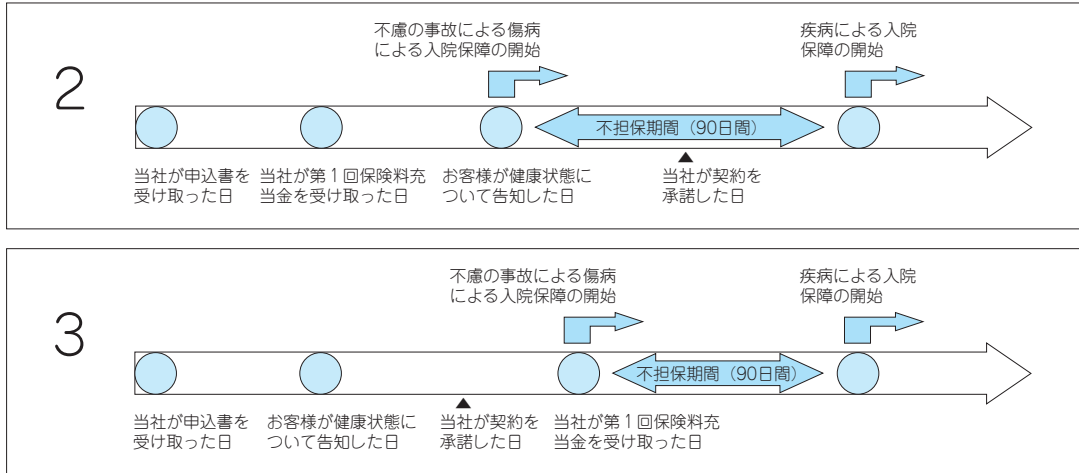 2
不慮の事故による傷病
による入院保障の開始
疾病による入院
保障の開始
不担保期間（90日間）
当社が申込書を
受け取った日
当社が第１回保険料充
当金を受け取った日
お客様が健康状態に
ついて告知した日
▲
当社が契約を
承諾した日
3
不慮の事故による傷病
による入院保障の開始
疾病による入院
保障の開始
不担保期間（90日間）
当社が申込書を
受け取った日
お客様が健康状態に
ついて告知した日
▲
当社が契約を
承諾した日
当社が第１回保険料充
当金を受け取った日